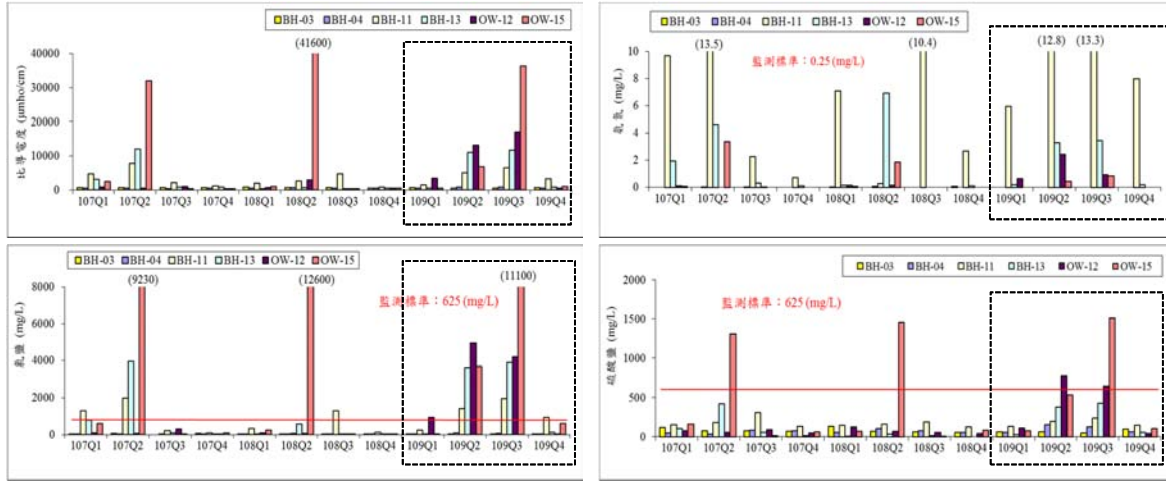 BH-03 BH-04 BH-11 BH-13 OW-12 OW-15
(41600)
40000
30000
20000
10000
0
比導電度 (μmho/cm)
107Q1 107Q2 107Q3 107Q4 108Q1 108Q2 108Q3 108Q4 109Q1 109Q2 109Q3 109Q4
BH-03 BH-04 BH-11 BH-13 OW-12 OW-15
(13.5) (10.4) (12.8) (13.3)
監測標準：0.25 (mg/L)
10
8
6
4
2
0
氨氮 (mg/L)
107Q1 107Q2 107Q3 107Q4 108Q1 108Q2 108Q3 108Q4 109Q1 109Q2 109Q3 109Q4
BH-03 BH-04 BH-11 BH-13 OW-12 OW-15
(9230) (12600) (11100)
監測標準：625 (mg/L)
8000
6000
4000
2000
0
氯鹽 (mg/L)
107Q1 107Q2 107Q3 107Q4 108Q1 108Q2 108Q3 108Q4 109Q1 109Q2 109Q3 109Q4
BH-03 BH-04 BH-11 BH-13 OW-12 OW-15
監測標準：625 (mg/L)
2000
1500
1000
500
0
硫酸鹽 (mg/L)
107Q1 107Q2 107Q3 107Q4 108Q1 108Q2 108Q3 108Q4 109Q1 109Q2 109Q3 109Q4